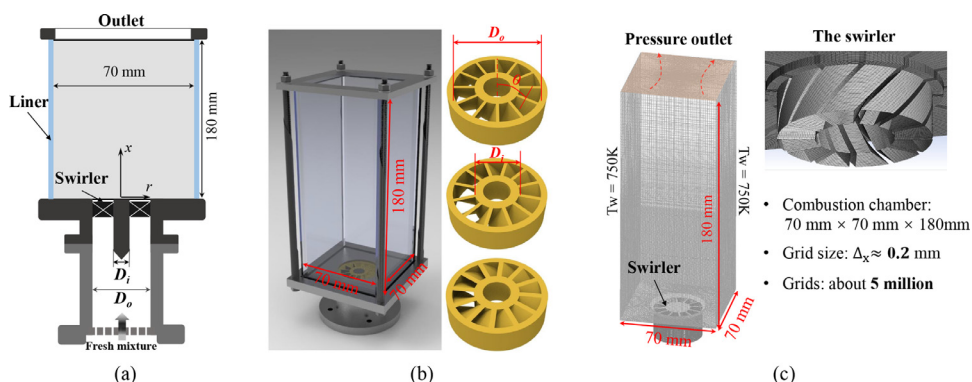 Outlet
70 mm
Liner
180 mm
x
r
Swirler
D_i
D_o
Fresh mixture
(a)
(b)
D_o
θ
D_i
180 mm
70 mm
70 mm
Pressure outlet
The swirler
Tw = 750K
Tw = 750K
180 mm
Swirler
70 mm
70 mm
• Combustion chamber:
70 mm × 70 mm × 180mm
• Grid size: Δ_x ≈ 0.2 mm
• Grids: about 5 million
(c)